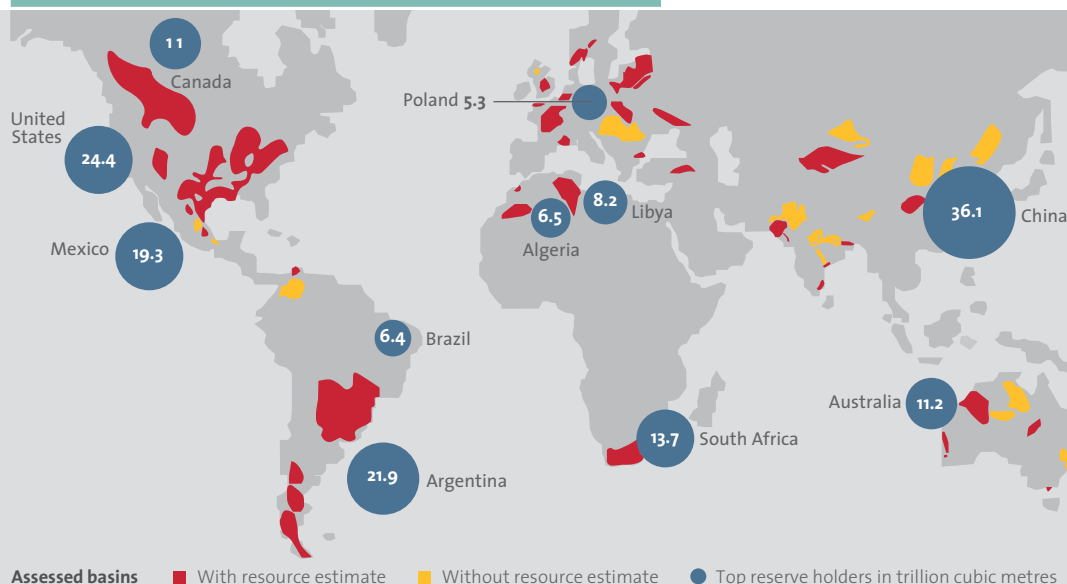 11
Canada
United
States
24.4
Mexico
19.3
Poland 5.3
8.2
Libya
6.5
Algeria
36.1
China
6.4
Brazil
Australia
11.2
13.7
South Africa
21.9
Argentina
Assessed basins With resource estimate Without resource estimate Top reserve holders in trillion cubic metres